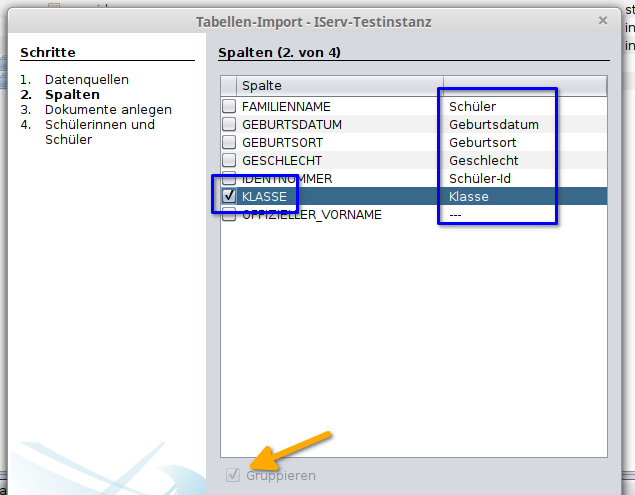 Tabellen-Import - IServ-Testinstanz
Schritte
1. Datenquellen
2. Spalten
3. Dokumente anlegen
4. Schülerinnen und
Schüler
Spalten (2. von 4)
Spalte
FAMILIENNAME Schüler
GEBURTSDATUM Geburtsdatum
GEBURTSORT Geburtsort
GESCHLECHT Geschlecht
IDENTNUMMER Schüler-Id
KLASSE Klasse
OFFIZIELLER_VORNAME ---
Gruppieren